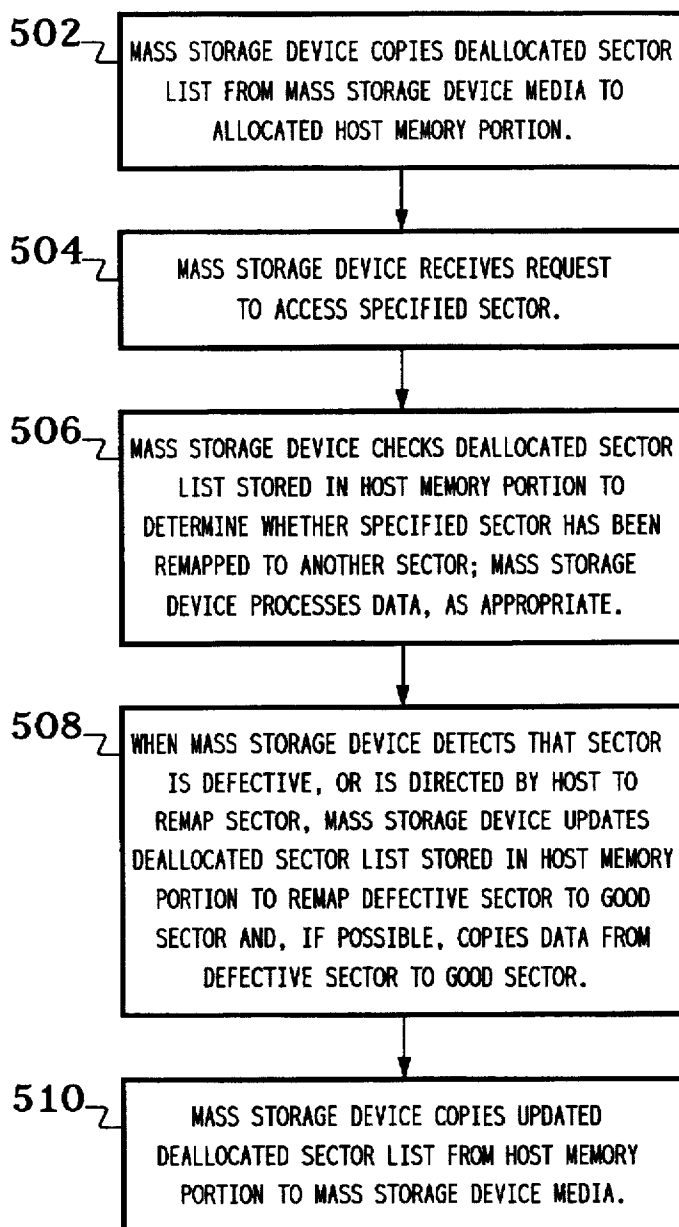 502
MASS STORAGE DEVICE COPIES DEALLOCATED SECTOR
LIST FROM MASS STORAGE DEVICE MEDIA TO
ALLOCATED HOST MEMORY PORTION.
504
MASS STORAGE DEVICE RECEIVES REQUEST
TO ACCESS SPECIFIED SECTOR.
506
MASS STORAGE DEVICE CHECKS DEALLOCATED SECTOR
LIST STORED IN HOST MEMORY PORTION TO
DETERMINE WHETHER SPECIFIED SECTOR HAS BEEN
REMAPPED TO ANOTHER SECTOR; MASS STORAGE
DEVICE PROCESSES DATA, AS APPROPRIATE.
508
WHEN MASS STORAGE DEVICE DETECTS THAT SECTOR
IS DEFECTIVE, OR IS DIRECTED BY HOST TO
REMAP SECTOR, MASS STORAGE DEVICE UPDATES
DEALLOCATED SECTOR LIST STORED IN HOST MEMORY
PORTION TO REMAP DEFECTIVE SECTOR TO GOOD
SECTOR AND, IF POSSIBLE, COPIES DATA FROM
DEFECTIVE SECTOR TO GOOD SECTOR.
510
MASS STORAGE DEVICE COPIES UPDATED
DEALLOCATED SECTOR LIST FROM HOST MEMORY
PORTION TO MASS STORAGE DEVICE MEDIA.